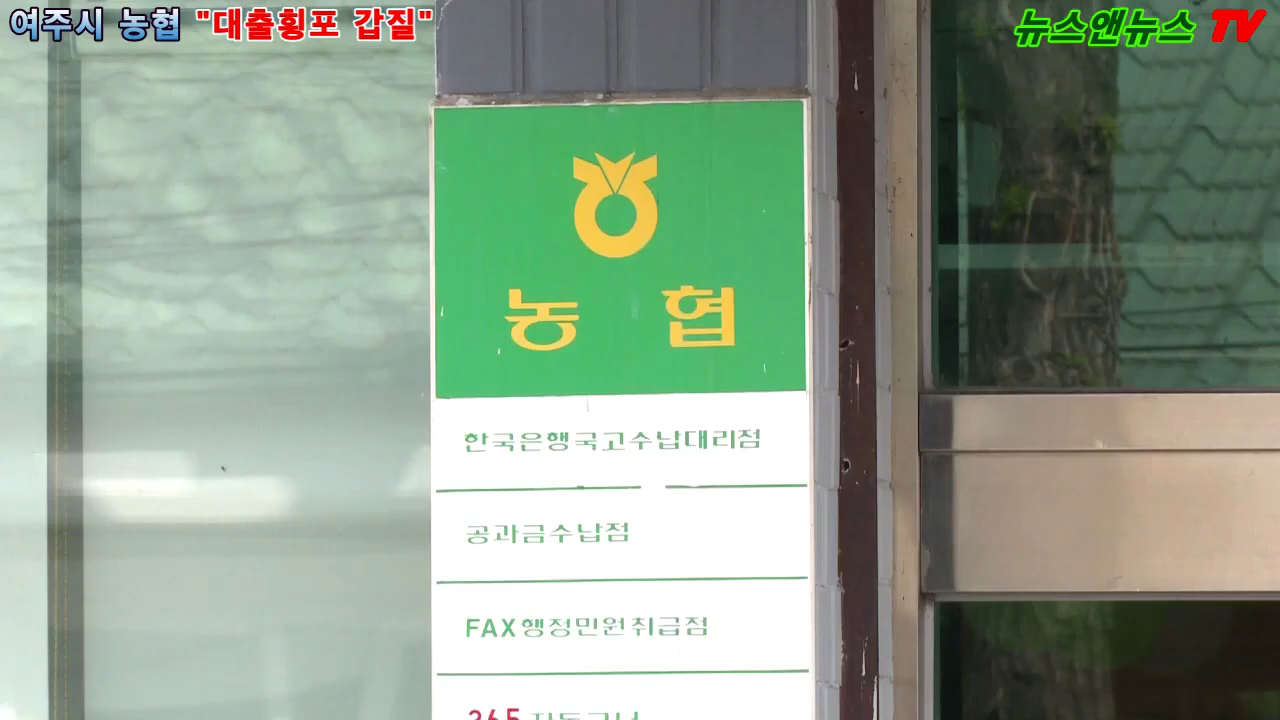 여주시 농협 "대출횡포 갑질"
뉴스앤뉴스 TV
농협
한국은행국고수납대리점
공과금수납점
FAX행정민원취급점
365